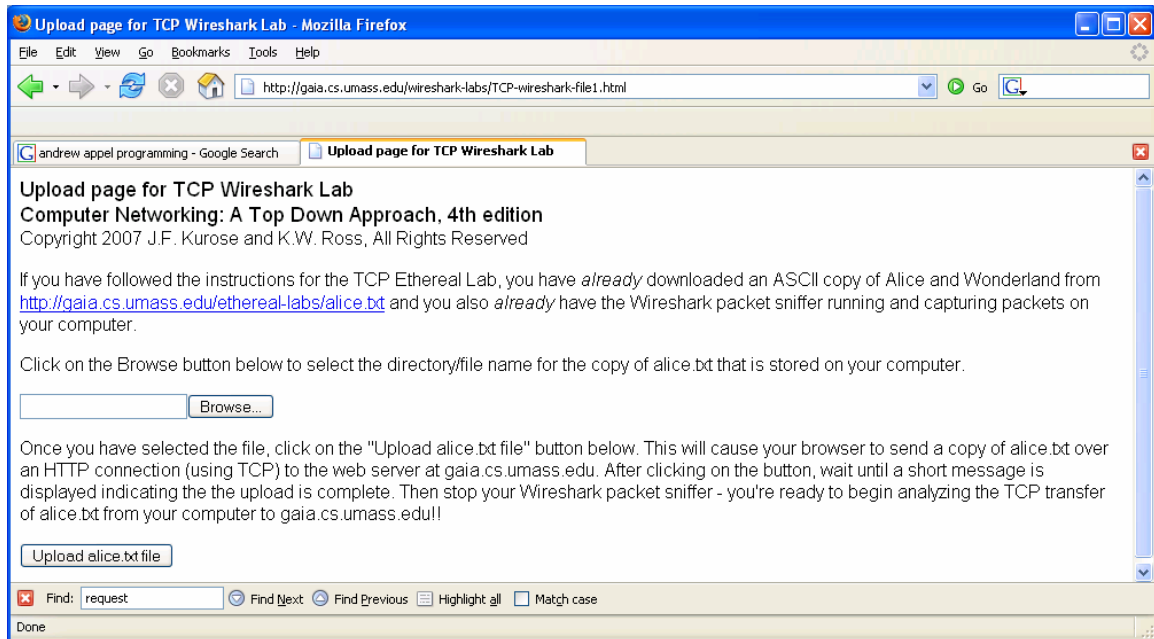 Upload page for TCP Wireshark Lab - Mozilla Firefox
File Edit View Go Bookmarks Tools Help
http://gaia.cs.umass.edu/wireshark-labs/TCP-wireshark-file1.html Go G
G andrew appel programming - Google Search Upload page for TCP Wireshark Lab
Upload page for TCP Wireshark Lab
Computer Networking: A Top Down Approach, 4th edition
Copyright 2007 J.F. Kurose and K.W. Ross, All Rights Reserved
If you have followed the instructions for the TCP Ethereal Lab, you have already downloaded an ASCII copy of Alice and Wonderland from
http://gaia.cs.umass.edu/ethereal-labs/alice.txt and you also already have the Wireshark packet sniffer running and capturing packets on
your computer.
Click on the Browse button below to select the directory/file name for the copy of alice.txt that is stored on your computer.
Browse...
Once you have selected the file, click on the "Upload alice.txt file" button below. This will cause your browser to send a copy of alice.txt over
an HTTP connection (using TCP) to the web server at gaia.cs.umass.edu. After clicking on the button, wait until a short message is
displayed indicating the the upload is complete. Then stop your Wireshark packet sniffer - you're ready to begin analyzing the TCP transfer
of alice.txt from your computer to gaia.cs.umass.edu!!
Upload alice.txt file
Find: request Find Next Find Previous Highlight all Match case
Done